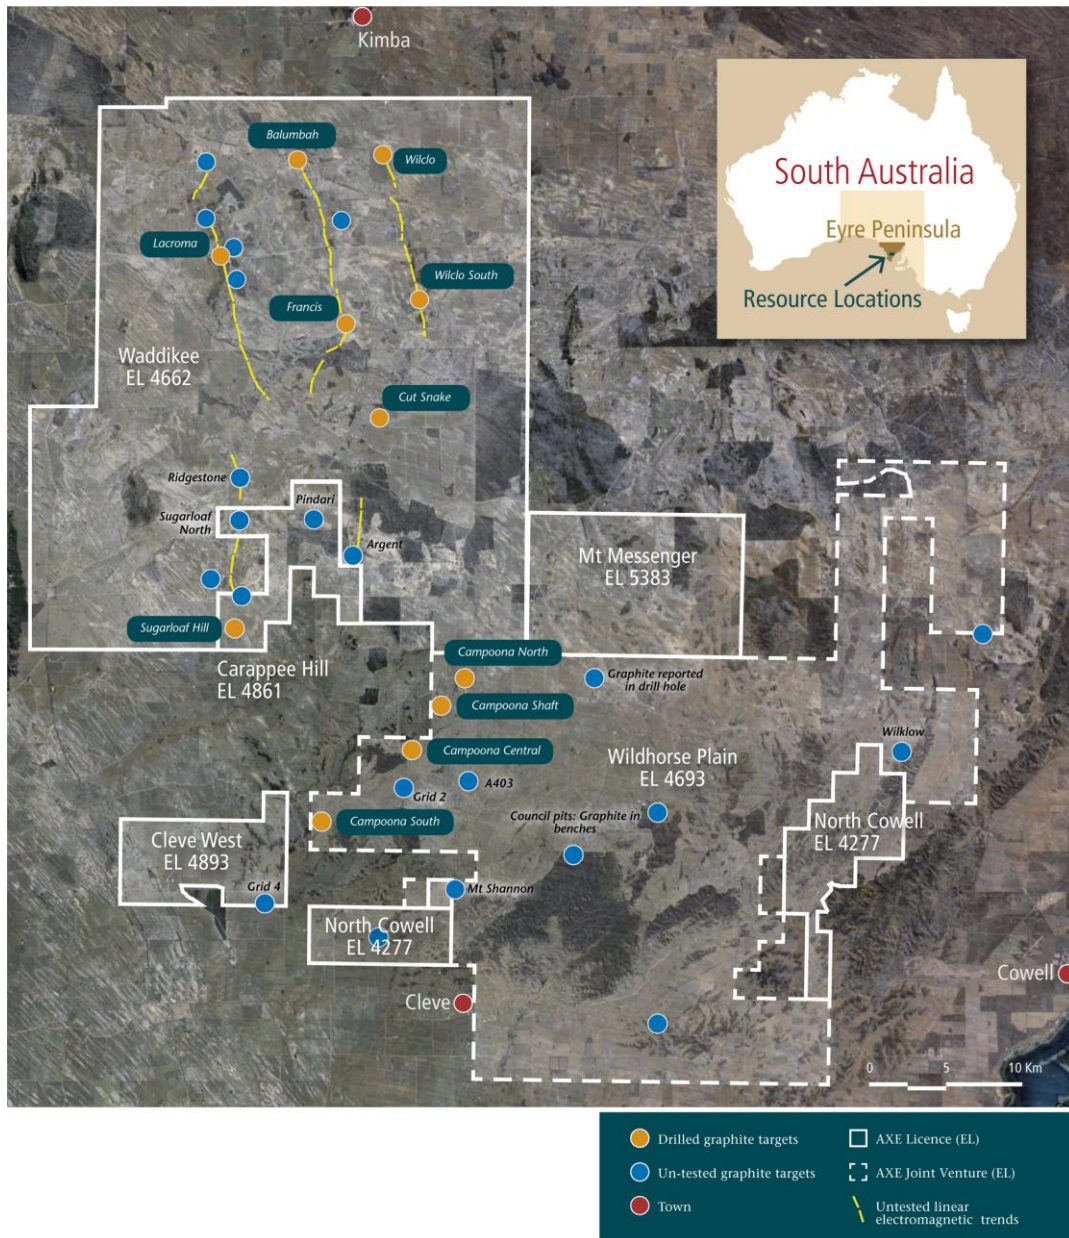 Kimba
Balumbah
Wilclo
South Australia
Eyre Peninsula
Resource Locations
Lacroma
Wilclo South
Francis
Waddikee
EL 4662
Cut Snake
Ridgestone
Pindari
Sugarloaf
North
Argent
Mt Messenger
EL 5383
Sugarloaf Hill
Carappee Hill
EL 4861
Campoona North
Graphite reported
in drill hole
Campoona Shaft
Wilklow
Campoona Central
Wildhorse Plain
EL 4693
A403
Grid 2
Council pits: Graphite in
benches
Campoona South
North Cowell
EL 4277
Cleve West
EL 4893
Grid 4
Mt Shannon
North Cowell
EL 4277
Cowell
Cleve
0 5 10 Km
Drilled graphite targets
AXE Licence (EL)
Un-tested graphite targets
AXE Joint Venture (EL)
Town
Untested linear
electromagnetic trends